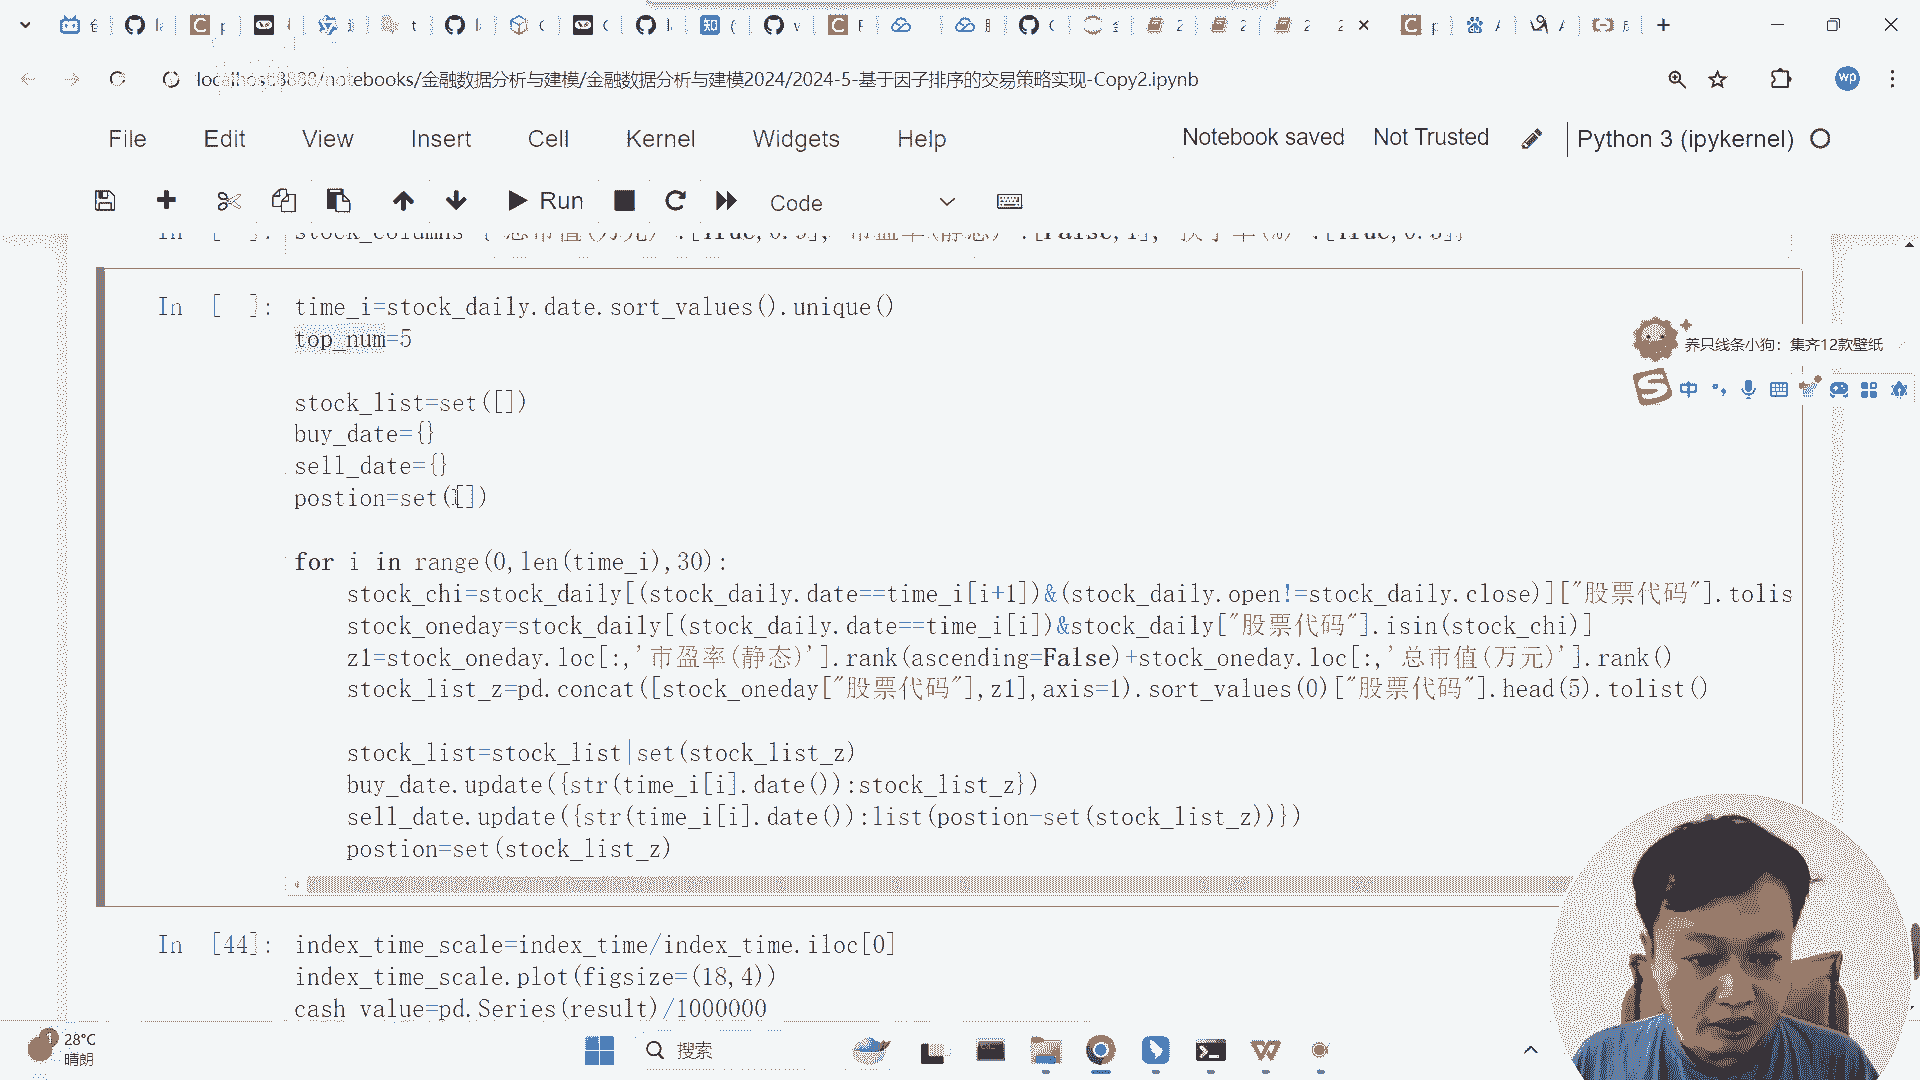 localhost:8888/notebooks/金融数据分析与建模/金融数据分析与建模2024/2024-5-基于因子排序的交易策略实现-Copy2.ipynb
wp
File Edit View Insert Cell Kernel Widgets Help
Notebook saved Not Trusted Python 3 (ipykernel)
Run Code
In [ ]: time_i=stock_daily.date.sort_values().unique()
top_num=5
养只线条小狗：集齐12款壁纸
中
stock_list=set([])
buy_date={}
sell_date={}
postion=set([])
for i in range(0,len(time_i),30):
stock_chi=stock_daily[(stock_daily.date==time_i[i+1])&(stock_daily.open!=stock_daily.close)]["股票代码"].tolis
stock_oneday=stock_daily[(stock_daily.date==time_i[i])&stock_daily["股票代码"].isin(stock_chi)]
z1=stock_oneday.loc[:,'市盈率(静态)'].rank(ascending=False)+stock_oneday.loc[:,'总市值(万元)'].rank()
stock_list_z=pd.concat([stock_oneday["股票代码"],z1],axis=1).sort_values(0)["股票代码"].head(5).tolist()
stock_list=stock_list|set(stock_list_z)
buy_date.update({str(time_i[i].date()):stock_list_z})
sell_date.update({str(time_i[i].date()):list(postion-set(stock_list_z))})
postion=set(stock_list_z)
In [44]: index_time_scale=index_time/index_time.iloc[0]
index_time_scale.plot(figsize=(18,4))
cash_value=pd.Series(result)/1000000
1
28°C
晴朗
搜索